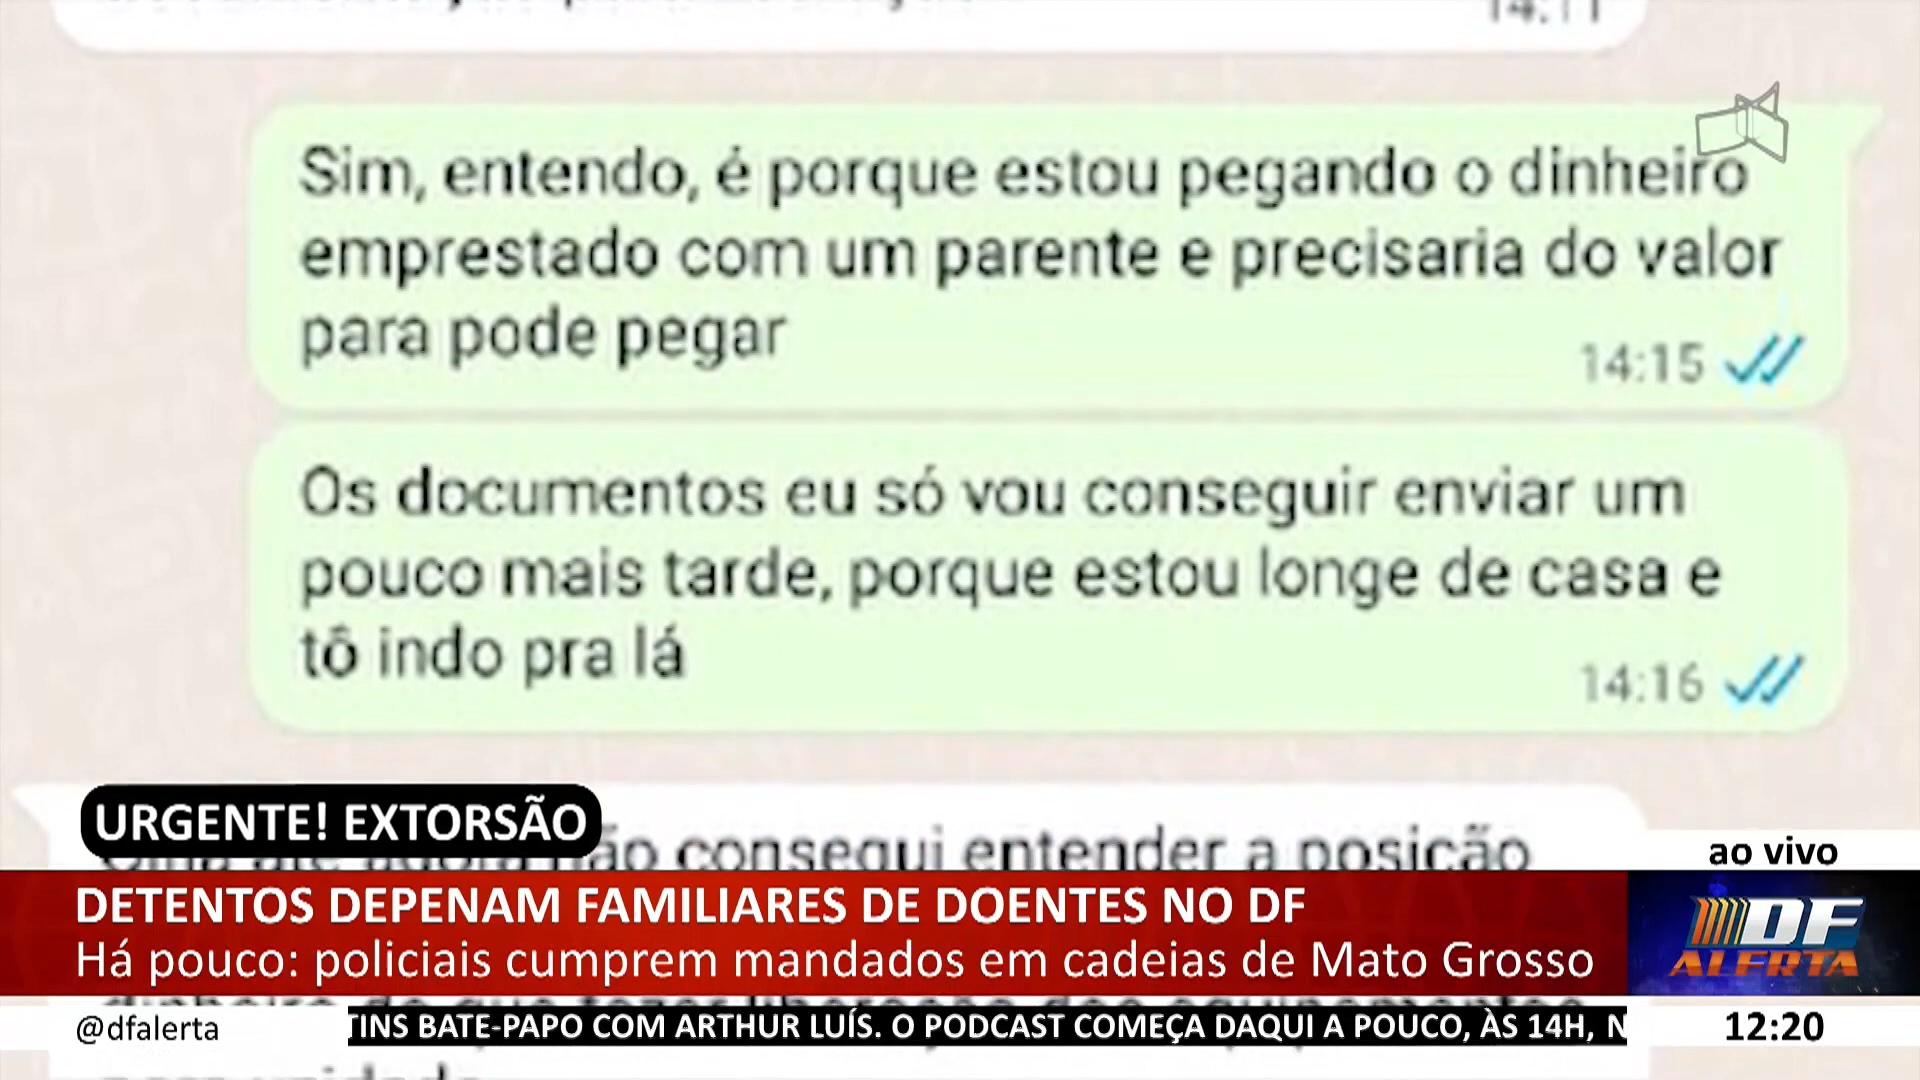 14:11
Sim, entendo, é porque estou pegando o dinheiro
emprestado com um parente e precisaria do valor
para pode pegar
14:15
Os documentos eu só vou conseguir enviar um
pouco mais tarde, porque estou longe de casa e
tô indo pra lá
14:16
URGENTE! EXTORSÃO
não consegui entender a posição
ao vivo
DETENTOS DEPENAM FAMILIARES DE DOENTES NO DF
Há pouco: policiais cumprem mandados em cadeias de Mato Grosso
DF
ALERTA
@dfalerta
TINS BATE-PAPO COM ARTHUR LUÍS. O PODCAST COMEÇA DAQUI A POUCO, ÀS 14H, N
12:20